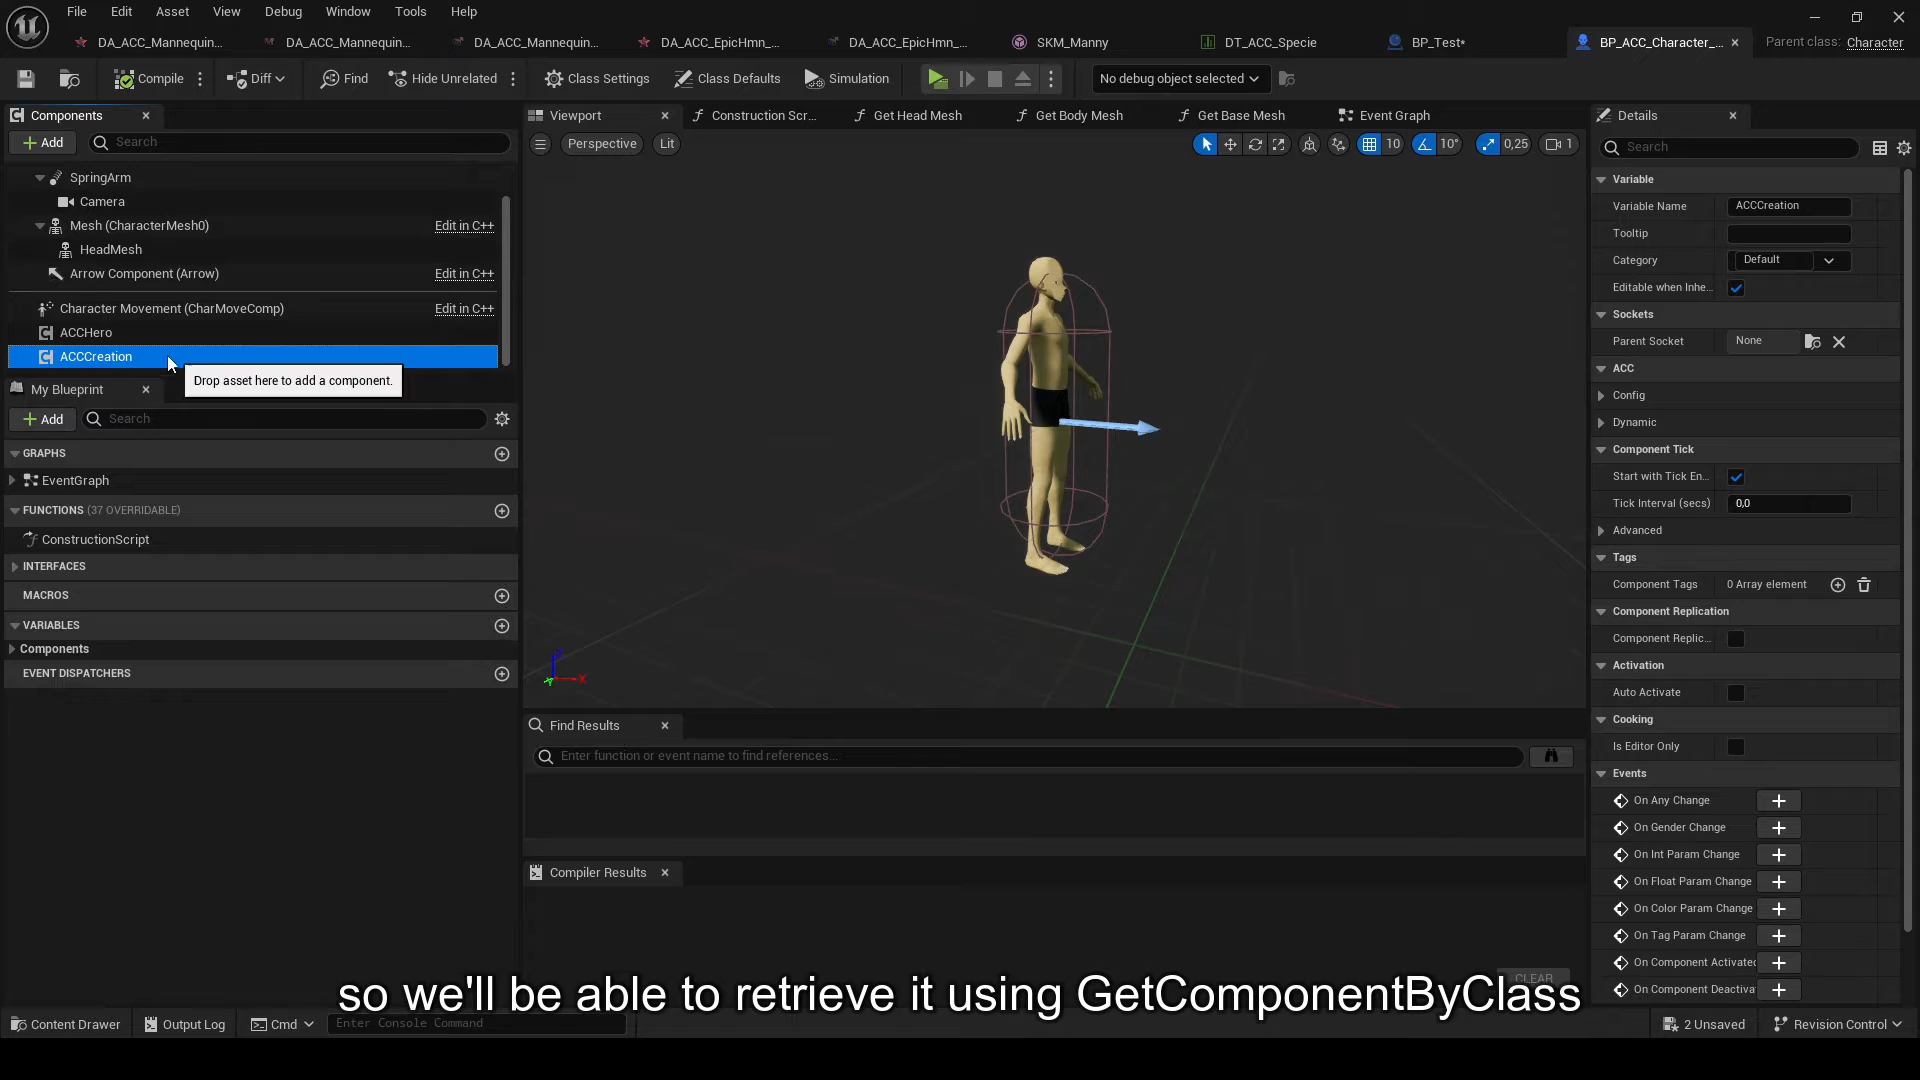 File Edit Asset View Debug Window Tools Help
DA_ACC_Mannequin... DA_ACC_Mannequin... DA_ACC_Mannequin... DA_ACC_EpicHmn_... DA_ACC_EpicHmn_... SKM_Manny DT_ACC_Specie BP_Test* BP_ACC_Character_... Parent class: Character
Compile Diff Find Hide Unrelated Class Settings Class Defaults Simulation No debug object selected
Components
Add Search
SpringArm
Camera
Mesh (CharacterMesh0) Edit in C++
HeadMesh
Arrow Component (Arrow) Edit in C++
Character Movement (CharMoveComp) Edit in C++
ACCHero
ACCCreation
Drop asset here to add a component.
My Blueprint
Add Search
GRAPHS
EventGraph
FUNCTIONS (37 OVERRIDABLE)
ConstructionScript
INTERFACES
MACROS
VARIABLES
Components
EVENT DISPATCHERS
Viewport Construction Scr... Get Head Mesh Get Body Mesh Get Base Mesh Event Graph
Perspective Lit 10 10° 0,25 1
X
Find Results
Enter function or event name to find references...
Compiler Results
CLEAR
Details
Search
Variable
Variable Name ACCCreation
Tooltip
Category Default
Editable when Inhe...
Sockets
Parent Socket None
ACC
Config
Dynamic
Component Tick
Start with Tick En...
Tick Interval (secs) 0,0
Advanced
Tags
Component Tags 0 Array element
Component Replication
Component Replic...
Activation
Auto Activate
Cooking
Is Editor Only
Events
On Any Change
On Gender Change
On Int Param Change
On Float Param Change
On Color Param Change
On Tag Param Change
On Component Activated
On Component Deactiva
so we'll be able to retrieve it using GetComponentByClass
Content Drawer Output Log Cmd Enter Console Command 2 Unsaved Revision Control